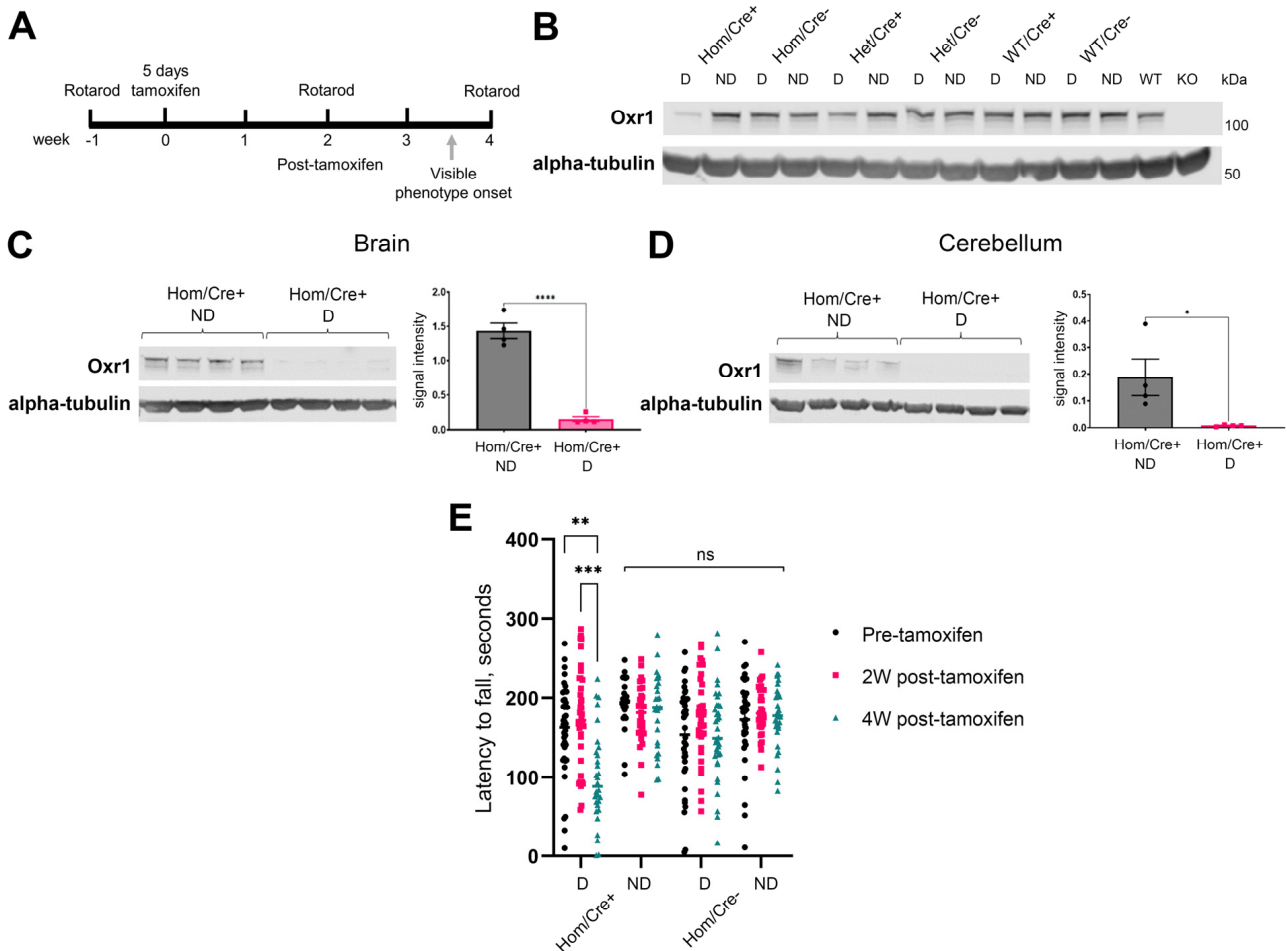 A
5 days
tamoxifen
Rotarod
Rotarod
Rotarod
week
-1
0
1
2
3
4
Post-tamoxifen
Visible
phenotype onset
B
Hom/Cre+
Hom/Cre-
Het/Cre+
Het/Cre-
WT/Cre+
WT/Cre-
D ND D ND D ND D ND D ND D ND WT KO kDa
Oxr1
100
alpha-tubulin
50
C
Brain
Hom/Cre+
ND
Hom/Cre+
D
Oxr1
alpha-tubulin
signal intensity
2.0
1.5
1.0
0.5
0.0
****
Hom/Cre+
ND
Hom/Cre+
D
D
Cerebellum
Hom/Cre+
ND
Hom/Cre+
D
Oxr1
alpha-tubulin
signal intensity
0.5
0.4
0.3
0.2
0.1
0.0
*
Hom/Cre+
ND
Hom/Cre+
D
E
Latency to fall, seconds
400
300
200
100
0
**
***
ns
D
ND
D
ND
Hom/Cre+
Hom/Cre-
Pre-tamoxifen
2W post-tamoxifen
4W post-tamoxifen